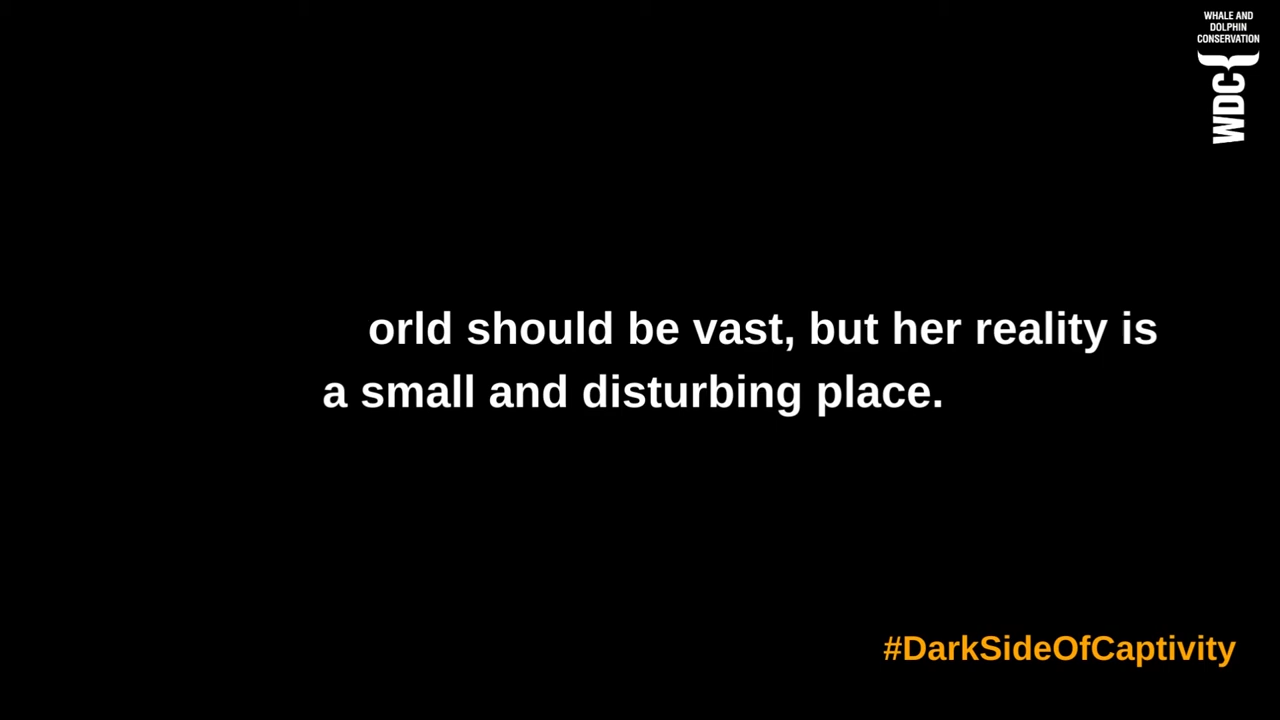 WHALE AND
DOLPHIN
CONSERVATION
WDC
orld should be vast, but her reality is
a small and disturbing place.
#DarkSideOfCaptivity